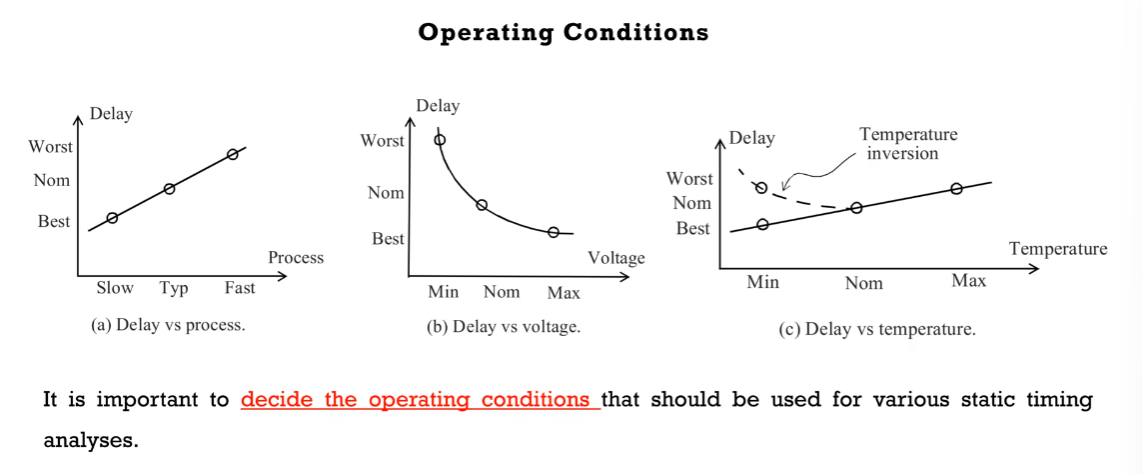 Operating Conditions
Delay
Worst
Nom
Best
Process
Slow Typ Fast
(a) Delay vs process.
Delay
Worst
Nom
Best
Voltage
Min Nom Max
(b) Delay vs voltage.
Delay
Temperature
inversion
Worst
Nom
Best
Temperature
Min Nom Max
(c) Delay vs temperature.
It is important to decide the operating conditions that should be used for various static timing
analyses.